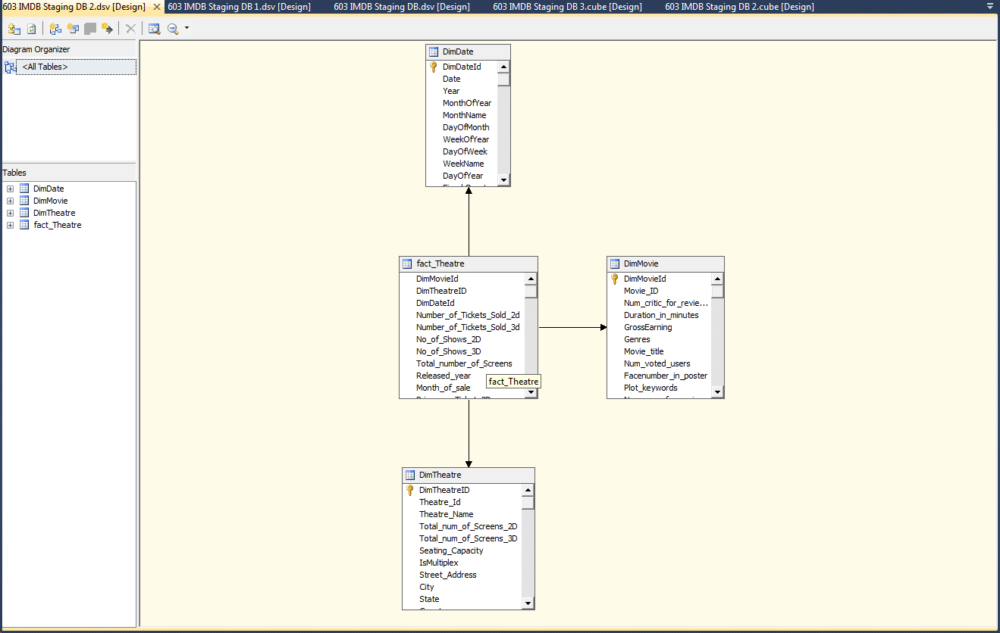 603 IMDB Staging DB 2.dsv [Design]
603 IMDB Staging DB 1.dsv [Design]
603 IMDB Staging DB.dsv [Design]
603 IMDB Staging DB 3.cube [Design]
603 IMDB Staging DB 2.cube [Design]
Diagram Organizer
<All Tables>
Tables
DimDate
DimMovie
DimTheatre
fact_Theatre
DimDate
DimDateId
Date
Year
MonthOfYear
MonthName
DayOfMonth
WeekOfYear
DayOfWeek
WeekName
DayOfYear
fact_Theatre
DimMovieId
DimTheatreID
DimDateId
Number_of_Tickets_Sold_2d
Number_of_Tickets_Sold_3d
No_of_Shows_2D
No_of_Shows_3D
Total_number_of_Screens
Released_year
Month_of_sale
fact_Theatre
DimMovie
DimMovieId
Movie_ID
Num_critic_for_revie...
Duration_in_minutes
GrossEarning
Genres
Movie_title
Num_voted_users
Facenumber_in_poster
Plot_keywords
DimTheatre
DimTheatreID
Theatre_Id
Theatre_Name
Total_num_of_Screens_2D
Total_num_of_Screens_3D
Seating_Capacity
IsMultiplex
Street_Address
City
State